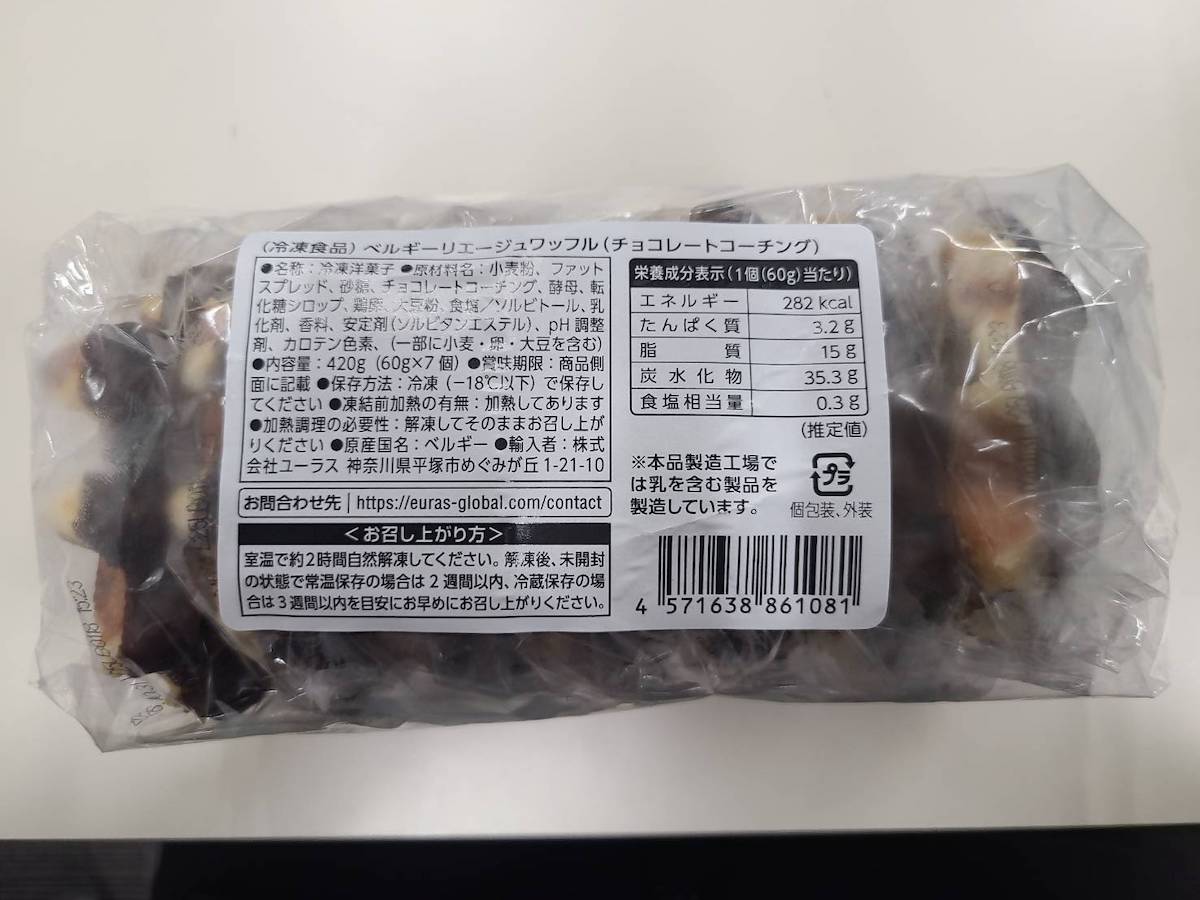 (冷凍食品)ベルギーリエージュワッフル(チョコレートコーチング)
●名称:冷凍洋菓子 ●原材料名:小麦粉、ファット
スプレッド、砂糖、チョコレートコーチング、酵母、転
化糖シロップ、鶏原、大豆粉、食塩/ソルビトール、乳
化剤、香料、安定剤(ソルビタンエステル)、pH調整
剤、カロテン色素、(一部に小麦・卵・大豆を含む)
●内容量:420g(60g×7個)●賞味期限:商品側
面に記載 ●保存方法:冷凍(−18℃以下)で保存し
てください ●凍結前加熱の有無:加熱してあります
●加熱調理の必要性:解凍してそのままお召し上が
りください ●原産国名:ベルギー ●輸入者:株式
会社ユーラス 神奈川県平塚市めぐみが丘1-21-10
お問合わせ先 https://euras-global.com/contact
<お召し上がり方>
室温で約2時間自然解凍してください。解凍後、未開封
の状態で常温保存の場合は2週間以内、冷蔵保存の場
合は3週間以内を目安にお早めにお召し上がりください。
栄養成分表示(1個(60g)当たり)
エネルギー 282 kcal
たんぱく質 3.2g
脂質 15g
炭水化物 35.3g
食塩相当量 0.3g
(推定値)
※本品製造工場で
は乳を含む製品を
製造しています。
プラ
個包装、外装
4 571638 861081